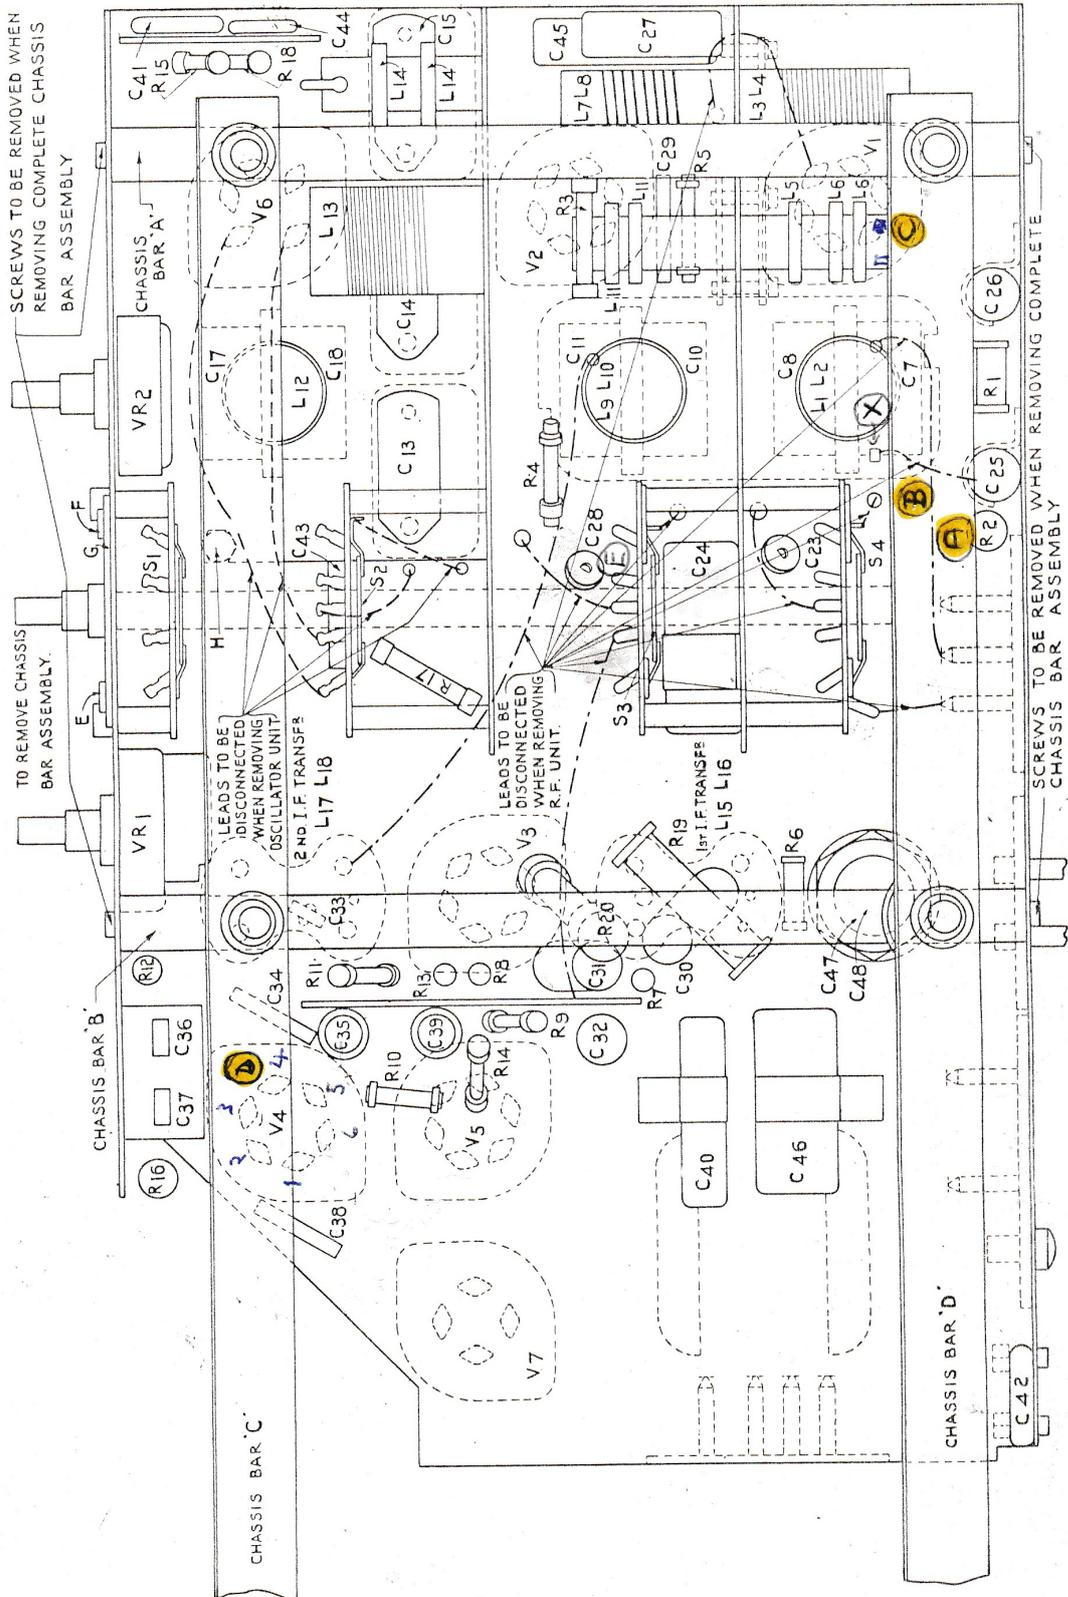 SCREWS TO BE REMOVED WHEN
REMOVING COMPLETE CHASSIS
BAR ASSEMBLY
C41
R15
R18
C44
C15
L14
L14
C45
C27
L7 L8
L3 L4
CHASSIS
BAR 'A'
V6
L13
V2
R3
L11
L11
C29
R5
L5
L6
L6
V1
C
C26
VR2
C17
L12
C18
C14
C13
C11
L9 L10
C10
C8
L1 L2
C7
X
R1
R4
C25
B
A
R2
F
G
S1
H
E
C43
S2
R17
C28
E
C24
C23
S4
S3
TO REMOVE CHASSIS
BAR ASSEMBLY.
VR1
LEADS TO BE
DISCONNECTED
WHEN REMOVING
OSCILLATOR UNIT
2ND. I.F. TRANSFR
L17 L18
LEADS TO BE
DISCONNECTED
WHEN REMOVING
R.F. UNIT.
1ST I.F. TRANSFR
L15 L16
V3
R19
R6
SCREWS TO BE REMOVED WHEN REMOVING COMPLETE
CHASSIS BAR ASSEMBLY
C33
R20
C47
C48
R12
C34
R11
R13
R8
C31
C30
R7
CHASSIS BAR 'B'
C36
C37
R16
D
C35
C39
R9
C32
R10
R14
V4
1
2
3
4
5
6
V5
C40
C46
C38
V7
CHASSIS BAR 'C'
CHASSIS BAR 'D'
C42